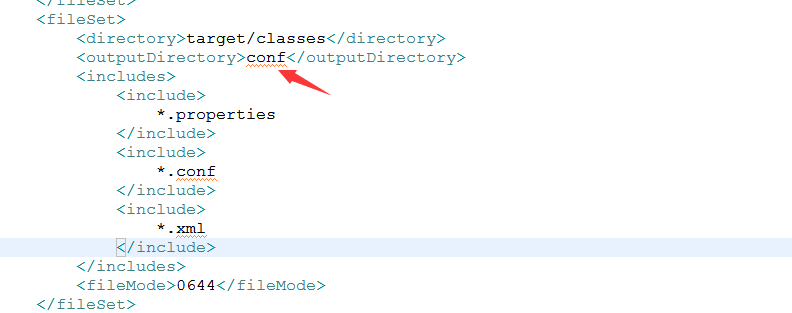 </fileSet>
<fileSet>
<directory>target/classes</directory>
<outputDirectory>conf</outputDirectory>
<includes>
<include>
*.properties
</include>
<include>
*.conf
</include>
<include>
*.xml
</include>
</includes>
<fileMode>0644</fileMode>
</fileSet>